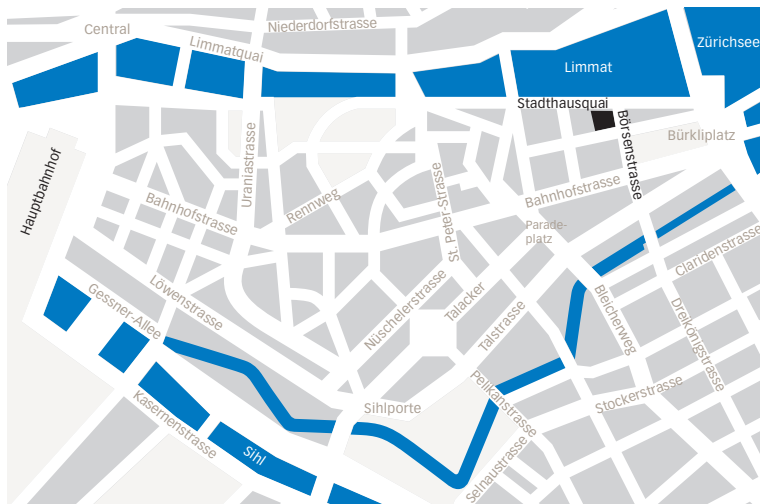 Niederdorfstrasse
Central
Limmatquai
Zürichsee
Limmat
Stadthausquai
Börsenstrasse
Bürkliplatz
Hauptbahnhof
Uraniastrasse
Bahnhofstrasse
Rennweg
St. Peter-Strasse
Bahnhofstrasse
Parade-
platz
Claridenstrasse
Löwenstrasse
Gessner-Allee
Nüschelerstrasse
Talacker
Talstrasse
Bleicherweg
Dreikönigstrasse
Stockerstrasse
Pelikanstrasse
Sihlporte
Kasernenstrasse
Sihl
Selnaustrasse